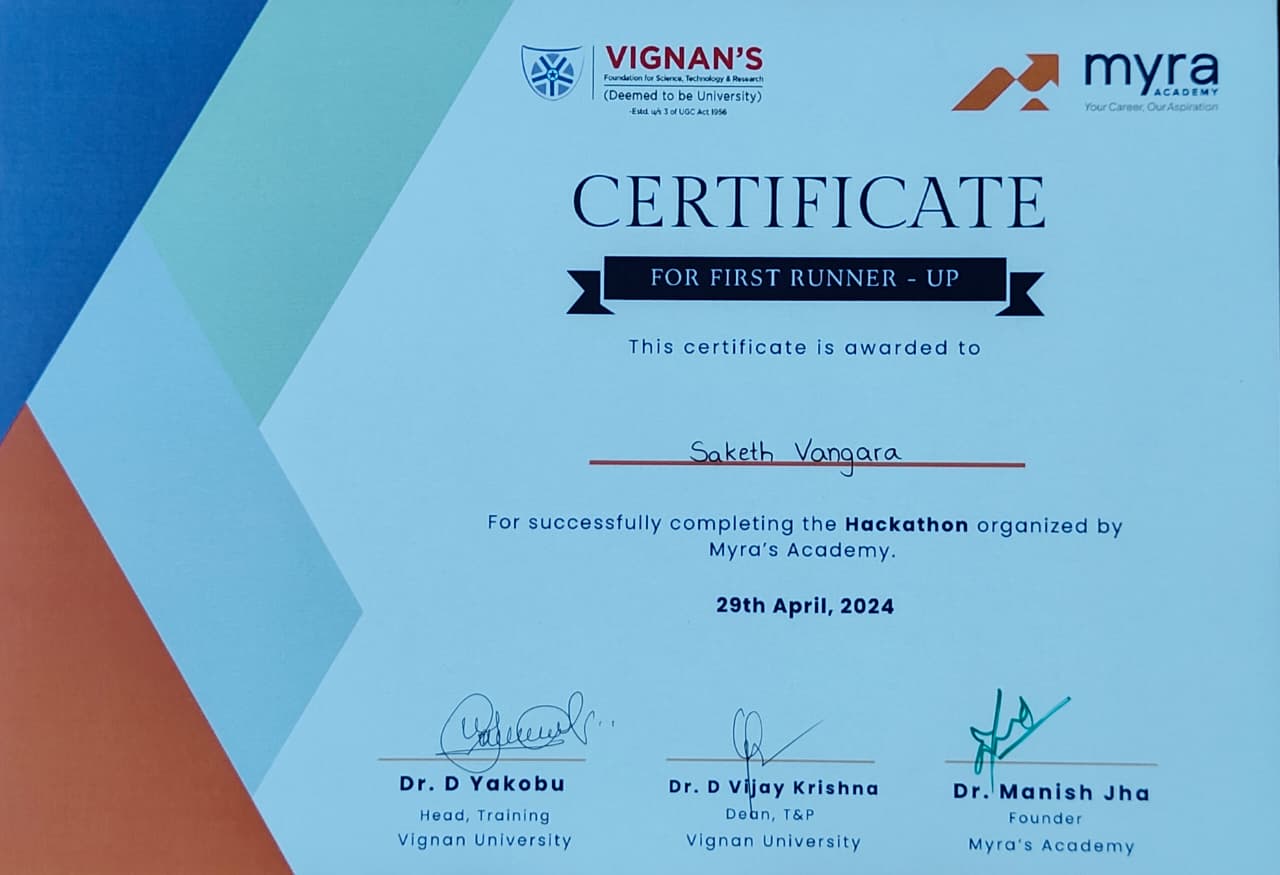 VIGNAN'S
Foundation for Science, Technology & Research
(Deemed to be University)
-Estd. u/s 3 of UGC Act 1956
myra
ACADEMY
Your Career, Our Aspiration
CERTIFICATE
FOR FIRST RUNNER - UP
This certificate is awarded to
Saketh Vangara
For successfully completing the Hackathon organized by
Myra's Academy.
29th April, 2024
Dr. D Yakobu
Head, Training
Vignan University
Dr. D Vijay Krishna
Dean, T&P
Vignan University
Dr. Manish Jha
Founder
Myra's Academy